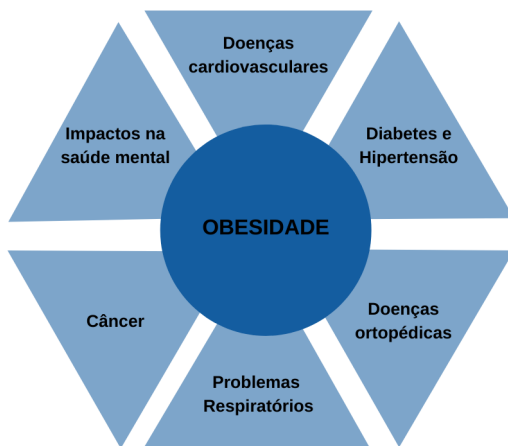 Doenças
cardiovasculares
Impactos na
saúde mental
Diabetes e
Hipertensão
OBESIDADE
Câncer
Doenças
ortopédicas
Problemas
Respiratórios